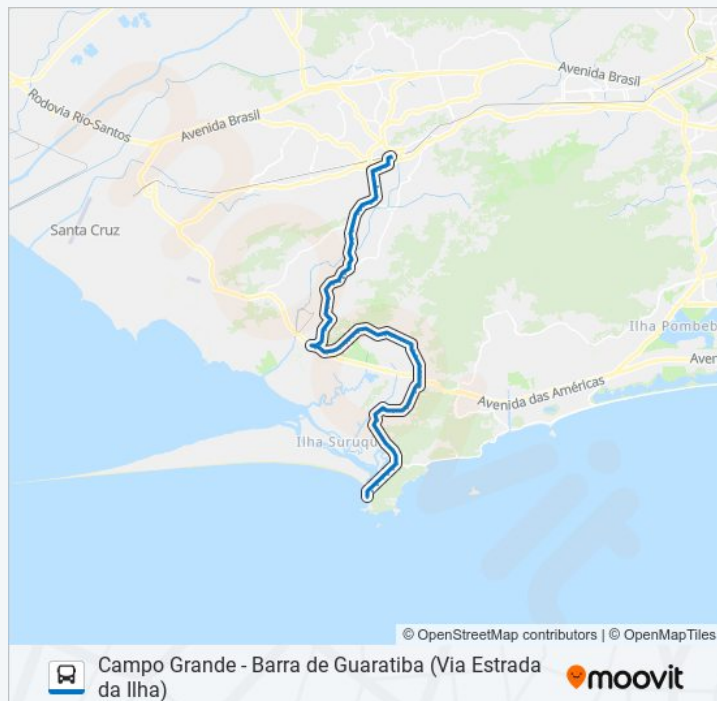 Avenida Brasil
Rodovia Rio-Santos
Avenida Brasil
Santa Cruz
Ilha Pombeb
Aven
Avenida das Américas
Ilha Suruqu
© OpenStreetMap contributors | © OpenMapTiles
Campo Grande - Barra de Guaratiba (Via Estrada
da Ilha)
moovit